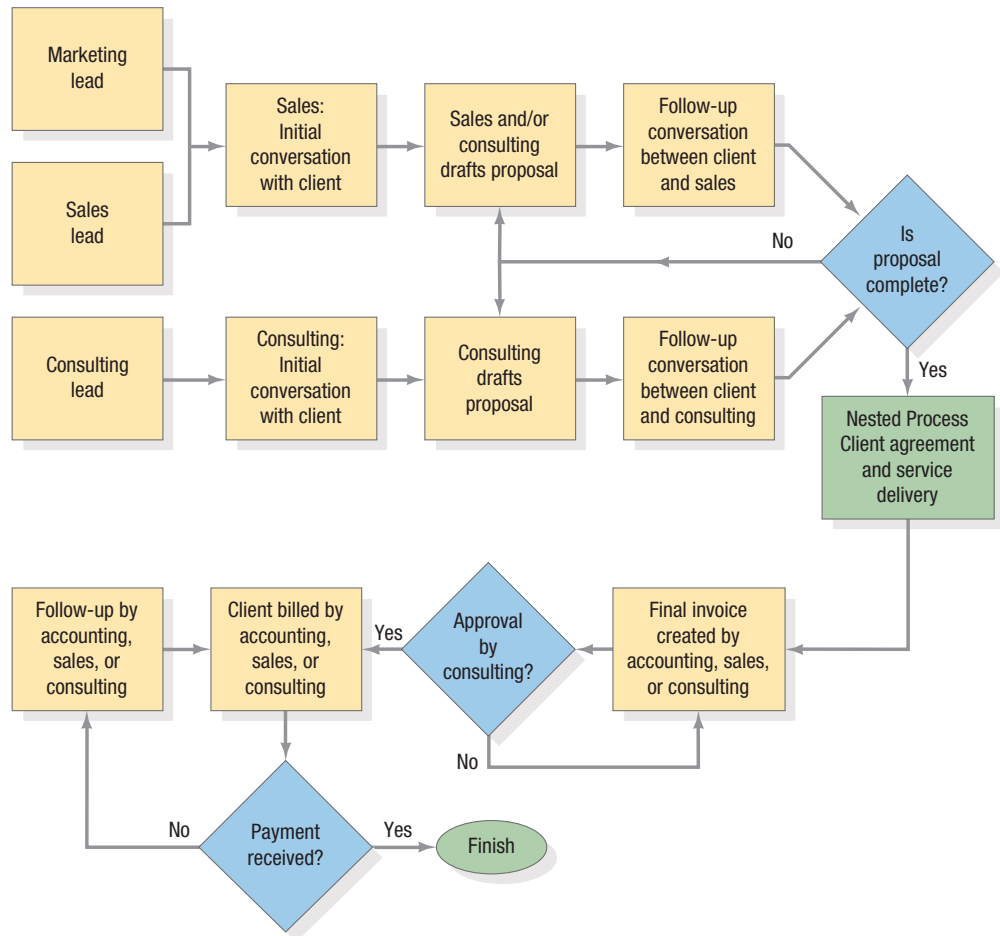 Marketing
lead
Sales
lead
Sales:
Initial
conversation
with client
Sales and/or
consulting
drafts proposal
Follow-up
conversation
between client
and sales
Is
proposal
complete?
No
Yes
Consulting
lead
Consulting:
Initial
conversation
with client
Consulting
drafts
proposal
Follow-up
conversation
between client
and consulting
Nested Process
Client agreement
and service
delivery
Final invoice
created by
accounting, sales,
or consulting
Approval
by
consulting?
No
Yes
Client billed by
accounting,
sales, or
consulting
Follow-up by
accounting,
sales, or
consulting
Payment
received?
No
Yes
Finish